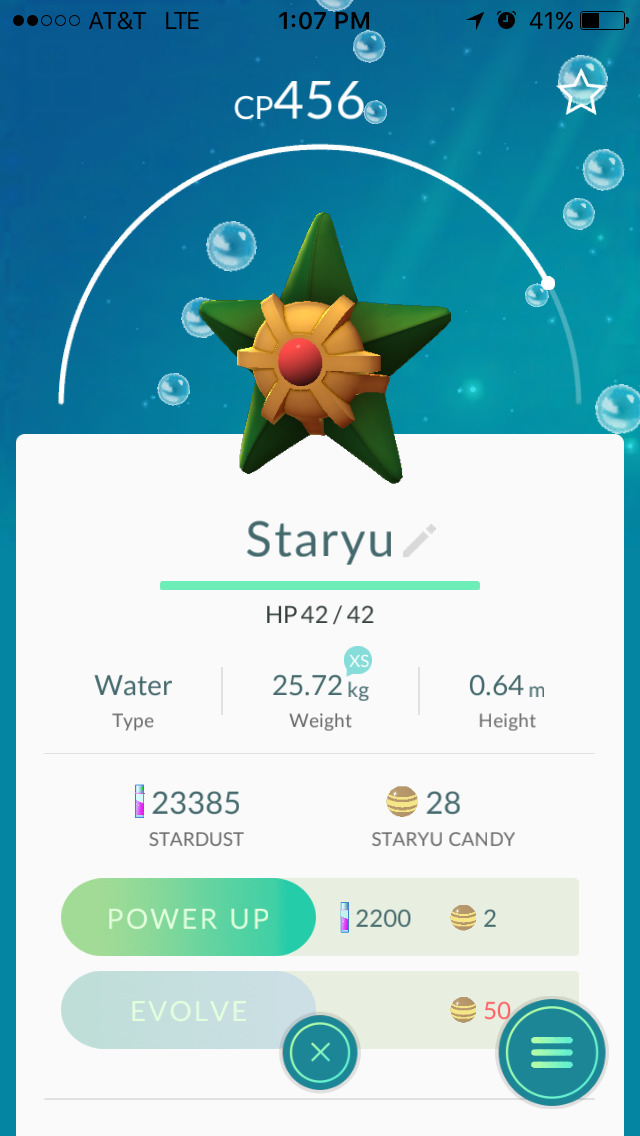 AT&T LTE 1:07 PM 41%
CP456
Staryu
HP 42 / 42
XS
Water 25.72 kg 0.64 m
Type Weight Height
23385 28
STARDUST STARYU CANDY
POWER UP 2200 2
EVOLVE 50